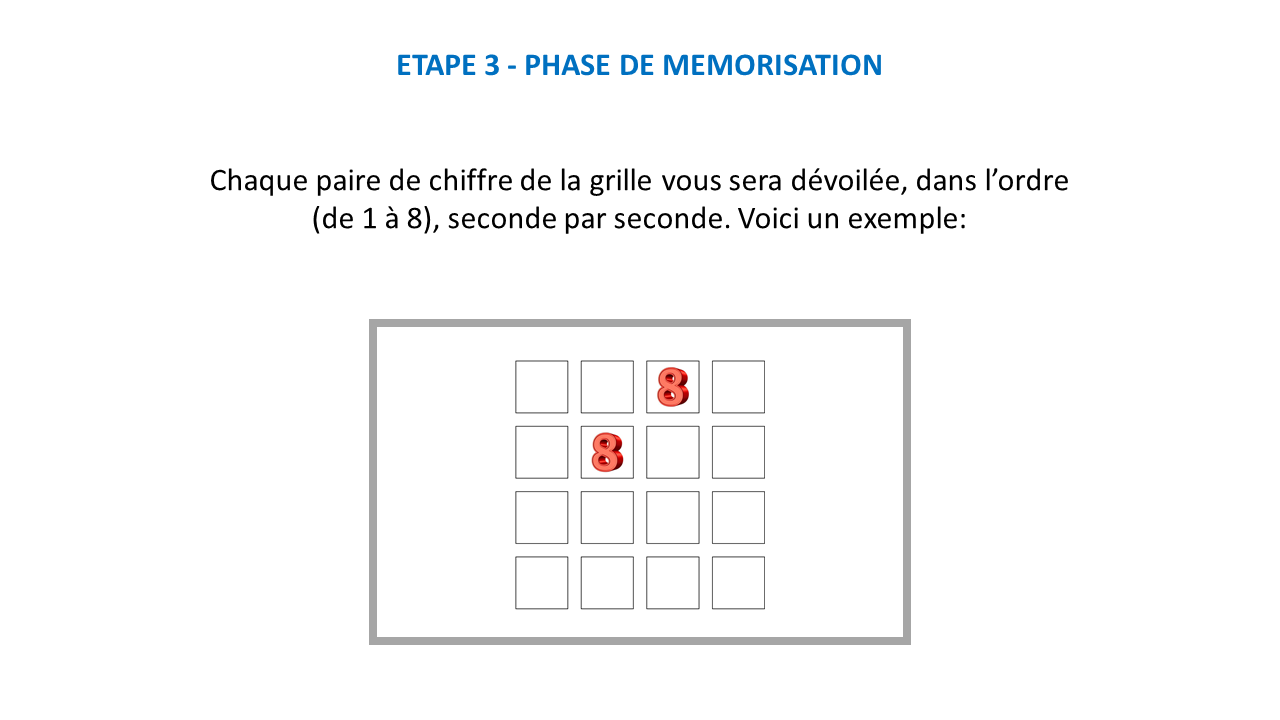 ETAPE 3 - PHASE DE MEMORISATION
Chaque paire de chiffre de la grille vous sera dévoilée, dans l’ordre
(de 1 à 8), seconde par seconde. Voici un exemple:
8
8